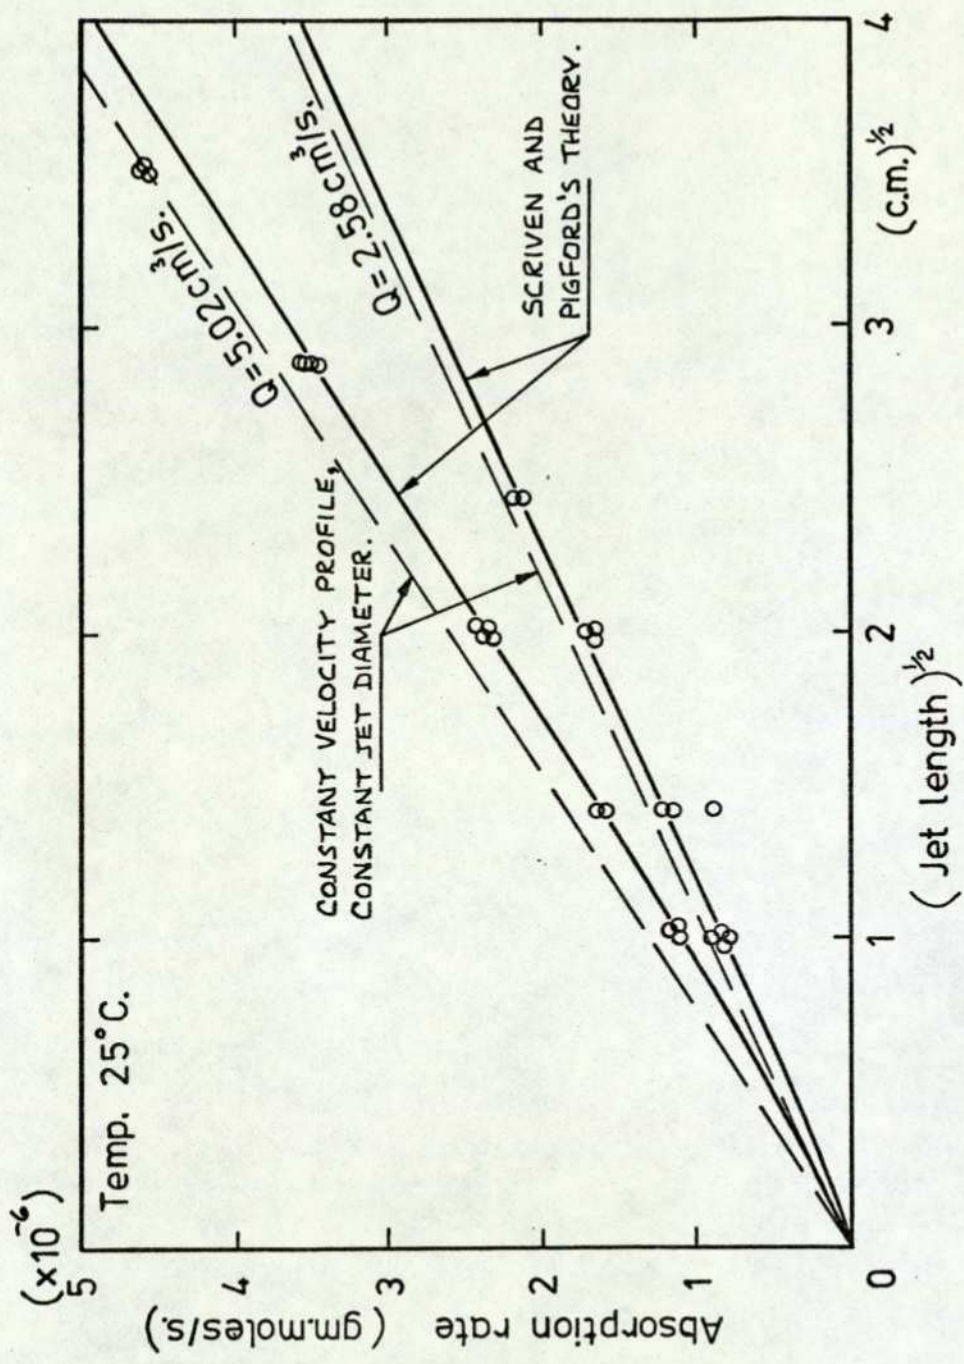 (x10⁻⁶)
5
4
3
2
1
0
Absorption rate (gm.moles/s.)
Temp. 25°C.
Q=5.02cm³/s.
Q=2.58cm³/s.
CONSTANT VELOCITY PROFILE,
CONSTANT JET DIAMETER.
SCRIVEN AND
PIGFORD'S THEORY.
1
2
3
4
(Jet length)½
(c.m.)½